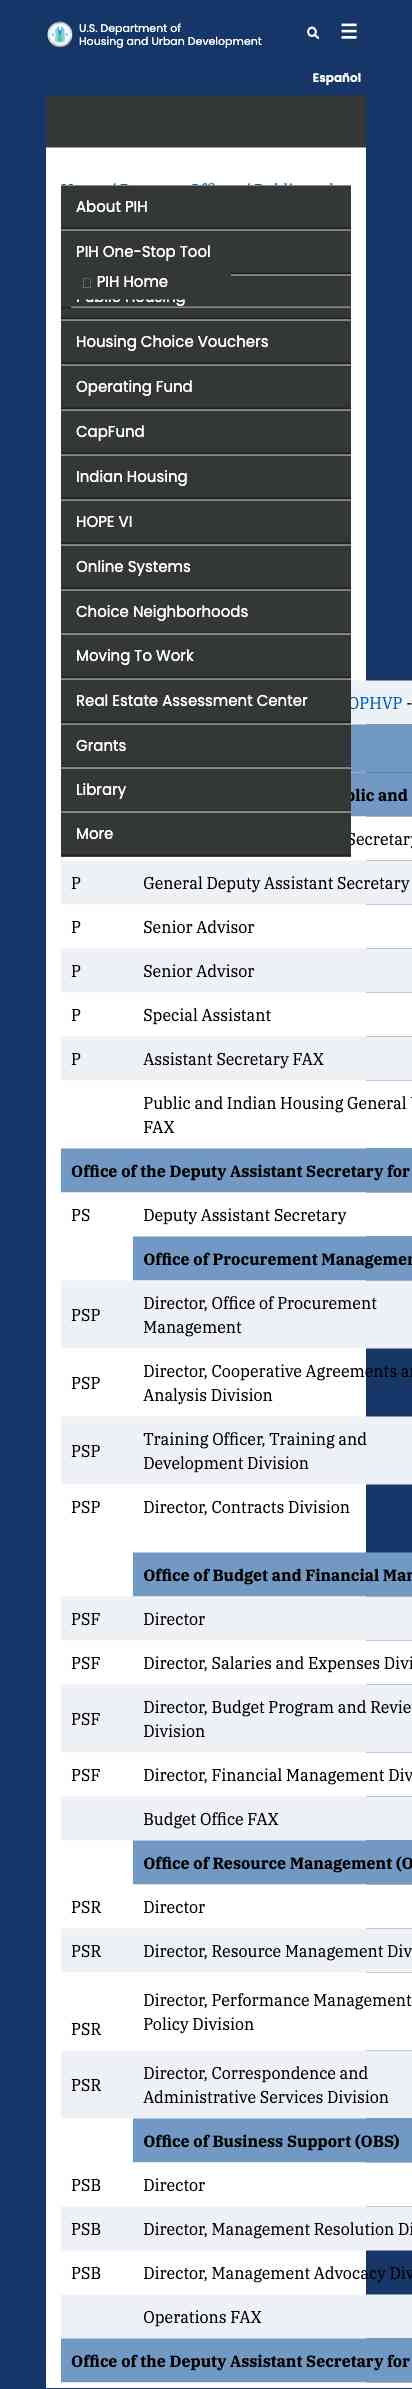 U.S. Department of
Housing and Urban Development
Español
About PIH
PIH One-Stop Tool
PIH Home
Public Housing
Housing Choice Vouchers
Operating Fund
CapFund
Indian Housing
HOPE VI
Online Systems
Choice Neighborhoods
Moving To Work
Real Estate Assessment Center
OPHVP -
Grants
Library
blic and
More
Secretary
P General Deputy Assistant Secretary
P Senior Advisor
P Senior Advisor
P Special Assistant
P Assistant Secretary FAX
Public and Indian Housing General
FAX
Office of the Deputy Assistant Secretary for
PS Deputy Assistant Secretary
Office of Procurement Managemen
PSP Director, Office of Procurement
Management
PSP Director, Cooperative Agreements a
Analysis Division
PSP Training Officer, Training and
Development Division
PSP Director, Contracts Division
Office of Budget and Financial Man
PSF Director
PSF Director, Salaries and Expenses Divi
PSF Director, Budget Program and Revie
Division
PSF Director, Financial Management Div
Budget Office FAX
Office of Resource Management (O
PSR Director
PSR Director, Resource Management Div
PSR Director, Performance Management
Policy Division
PSR Director, Correspondence and
Administrative Services Division
Office of Business Support (OBS)
PSB Director
PSB Director, Management Resolution Di
PSB Director, Management Advocacy Div
Operations FAX
Office of the Deputy Assistant Secretary for